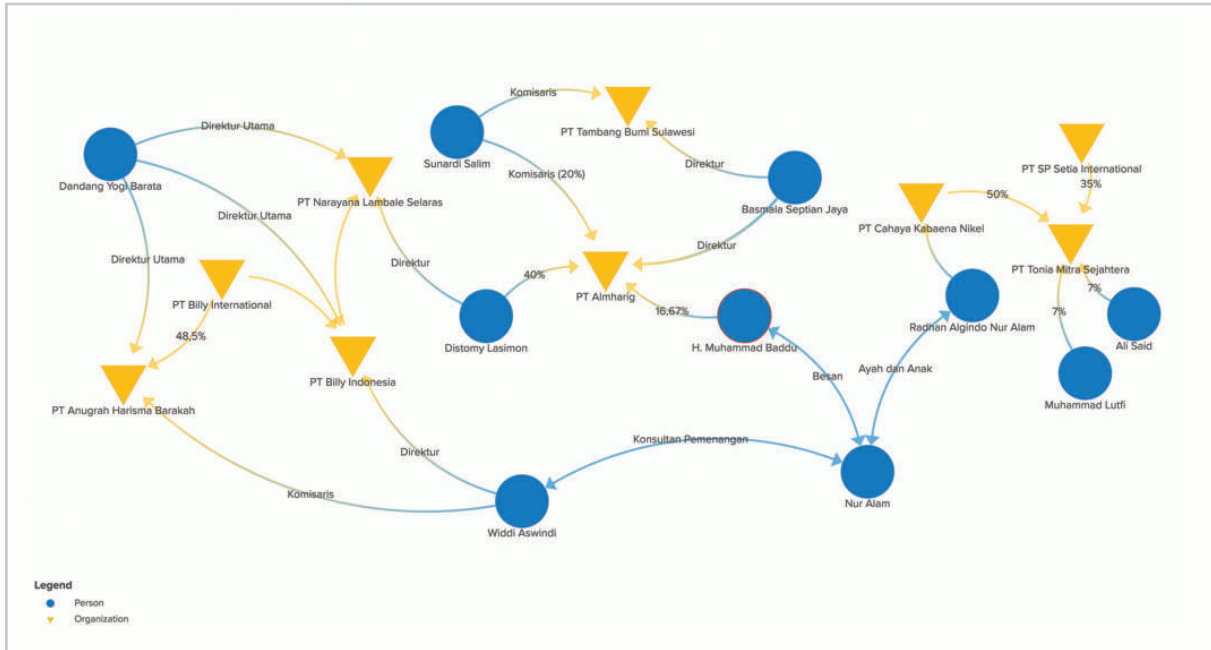 Komisaris
PT Tambang Bumi Sulawesi
Direktur Utama
Sunardi Salim
Direktur
PT SP Setia International
35%
Komisaris (20%)
Dandang Yogi Barata
PT Narayana Lambale Selaras
Basmala Septian Jaya
50%
Direktur Utama
PT Cahaya Kabaena Nikel
Direktur Utama
Direktur
Direktur
PT Tonia Mitra Sejahtera
40%
PT Almharig
7%
PT Billy International
16,67%
7%
Radhan Algindo Nur Alam
48,5%
Distomy Lasimon
H. Muhammad Baddu
Ali Said
PT Billy Indonesia
Besan
Ayah dan Anak
PT Anugrah Harisma Barakah
Muhammad Lutfi
Konsultan Pemenangan
Direktur
Komisaris
Nur Alam
Widdi Aswindi
Legend
Person
Organization